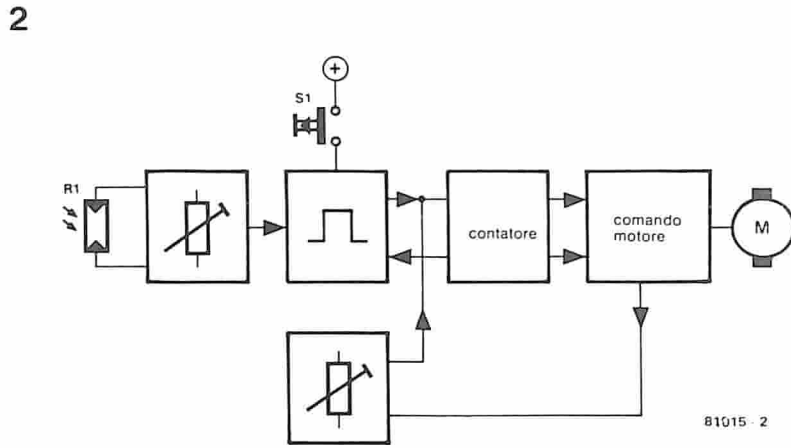 2
+
S1
R1
contatore
comando
motore
M
81015 - 2